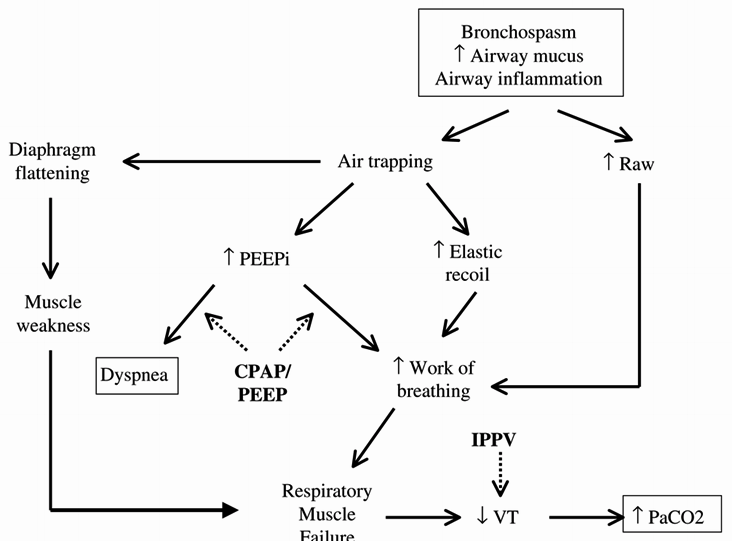 Bronchospasm
↑ Airway mucus
Airway inflammation
Diaphragm
flattening
Air trapping
↑ Raw
↑ PEEPi
↑ Elastic
recoil
Muscle
weakness
Dyspnea
CPAP/
PEEP
↑ Work of
breathing
IPPV
Respiratory
Muscle
Failure
↓ VT
↑ PaCO2